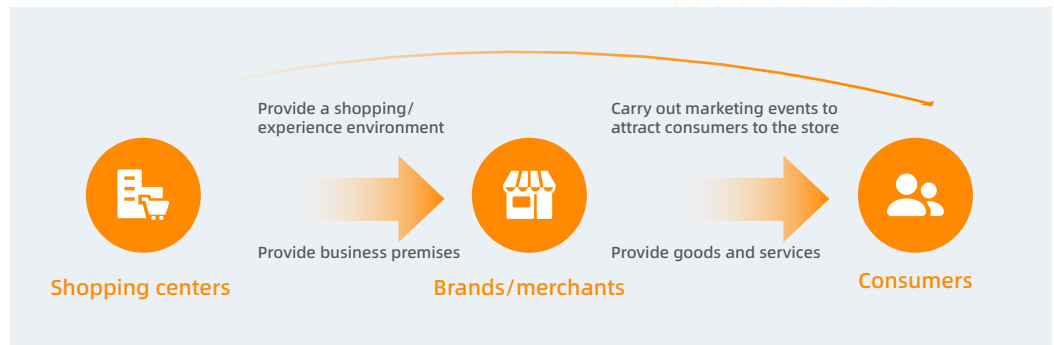 Provide a shopping/
experience environment
Carry out marketing events to
attract consumers to the store
Provide business premises
Provide goods and services
Shopping centers
Brands/merchants
Consumers